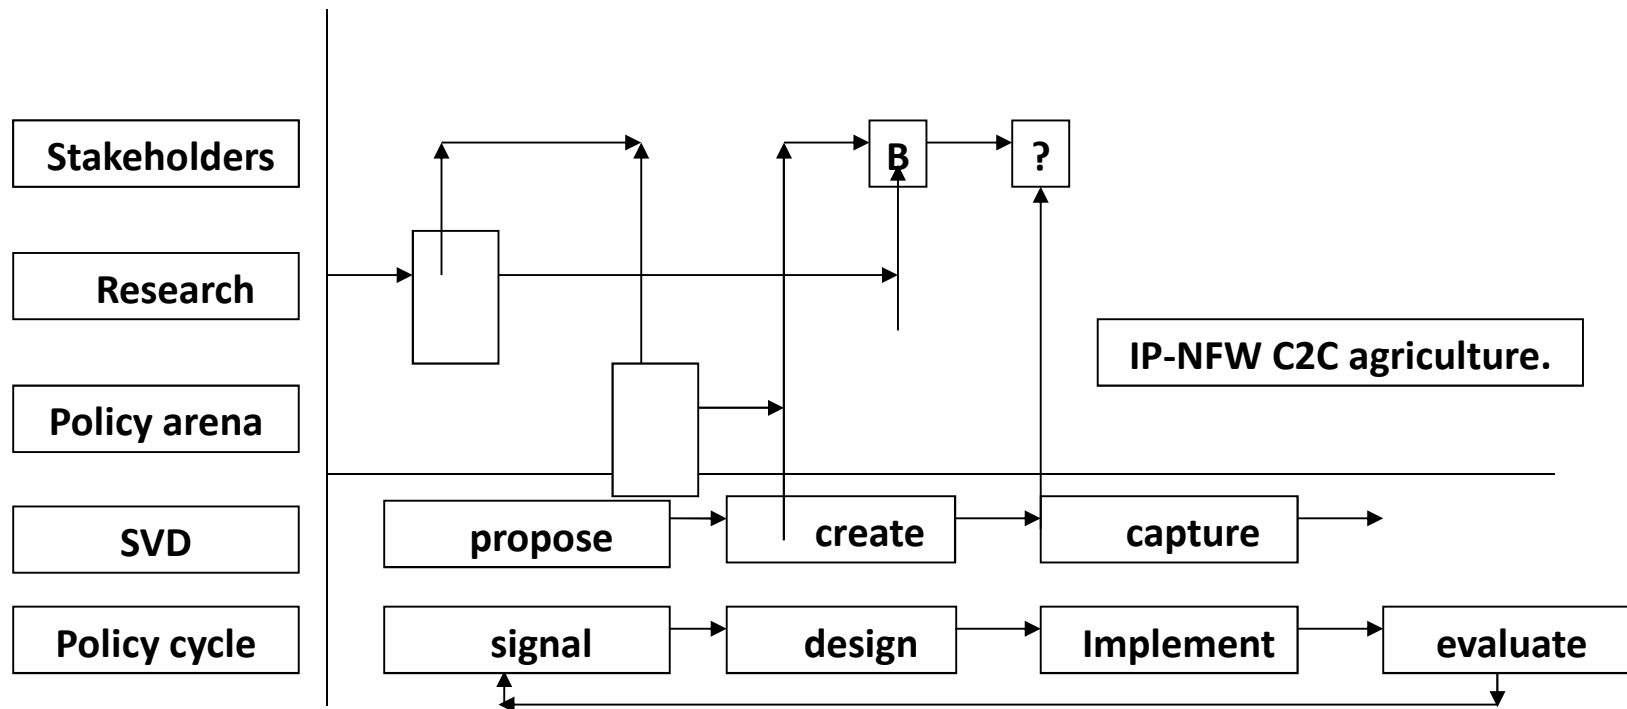 Stakeholders
B
?
Research
IP-NFW C2C agriculture.
Policy arena
SVD
propose
create
capture
Policy cycle
signal
design
Implement
evaluate